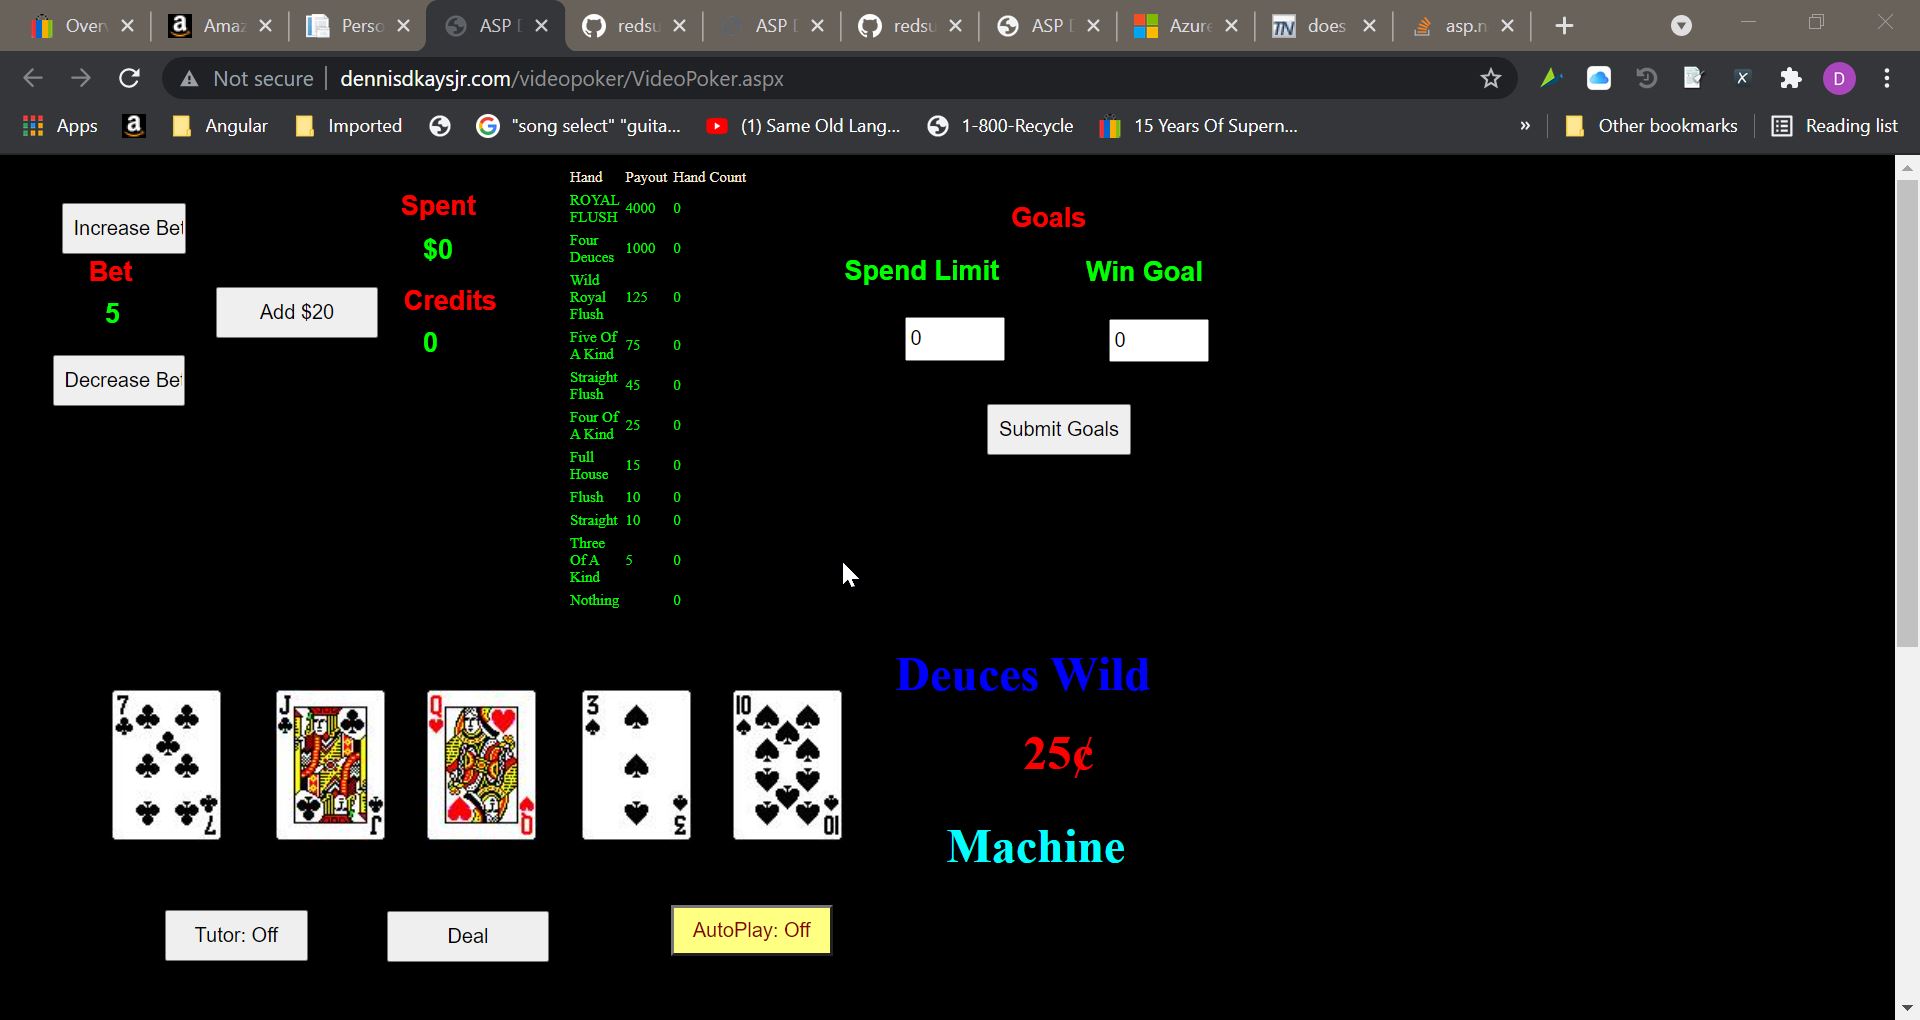 Over
Amaz
Perso
ASP
redsu
ASP
redsu
ASP
Azure
does
asp.n
Not secure
dennisdkaysjr.com/videopoker/VideoPoker.aspx
D
Apps
Angular
Imported
"song select" "guita...
(1) Same Old Lang...
1-800-Recycle
15 Years Of Supern...
»
Other bookmarks
Reading list
Increase Bet
Bet
5
Decrease Bet
Add $20
Spent
$0
Credits
0
Hand Payout Hand Count
ROYAL
FLUSH 4000 0
Four
Deuces 1000 0
Wild
Royal 125 0
Flush
Five Of
A Kind 75 0
Straight
Flush 45 0
Four Of
A Kind 25 0
Full
House 15 0
Flush 10 0
Straight 10 0
Three
Of A 5 0
Kind
Nothing 0
Goals
Spend Limit Win Goal
0 0
Submit Goals
7 J Q 3 10
7 J Q 3 10
Deuces Wild
25¢
Machine
Tutor: Off
Deal
AutoPlay: Off